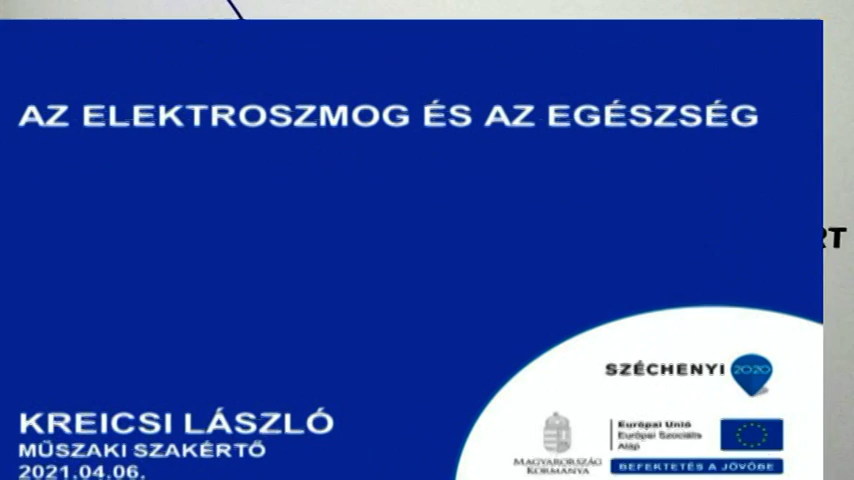 AZ ELEKTROSZMOG ÉS AZ EGÉSZSÉG
RT
SZÉCHENYI 2020
KREICSI LÁSZLÓ
MŰSZAKI SZAKÉRTŐ
2021.04.06.
MAGYARORSZÁG
KORMÁNYA
Európai Unió
Európai Szociális
Alap
BEFEKTETÉS A JÖVŐBE